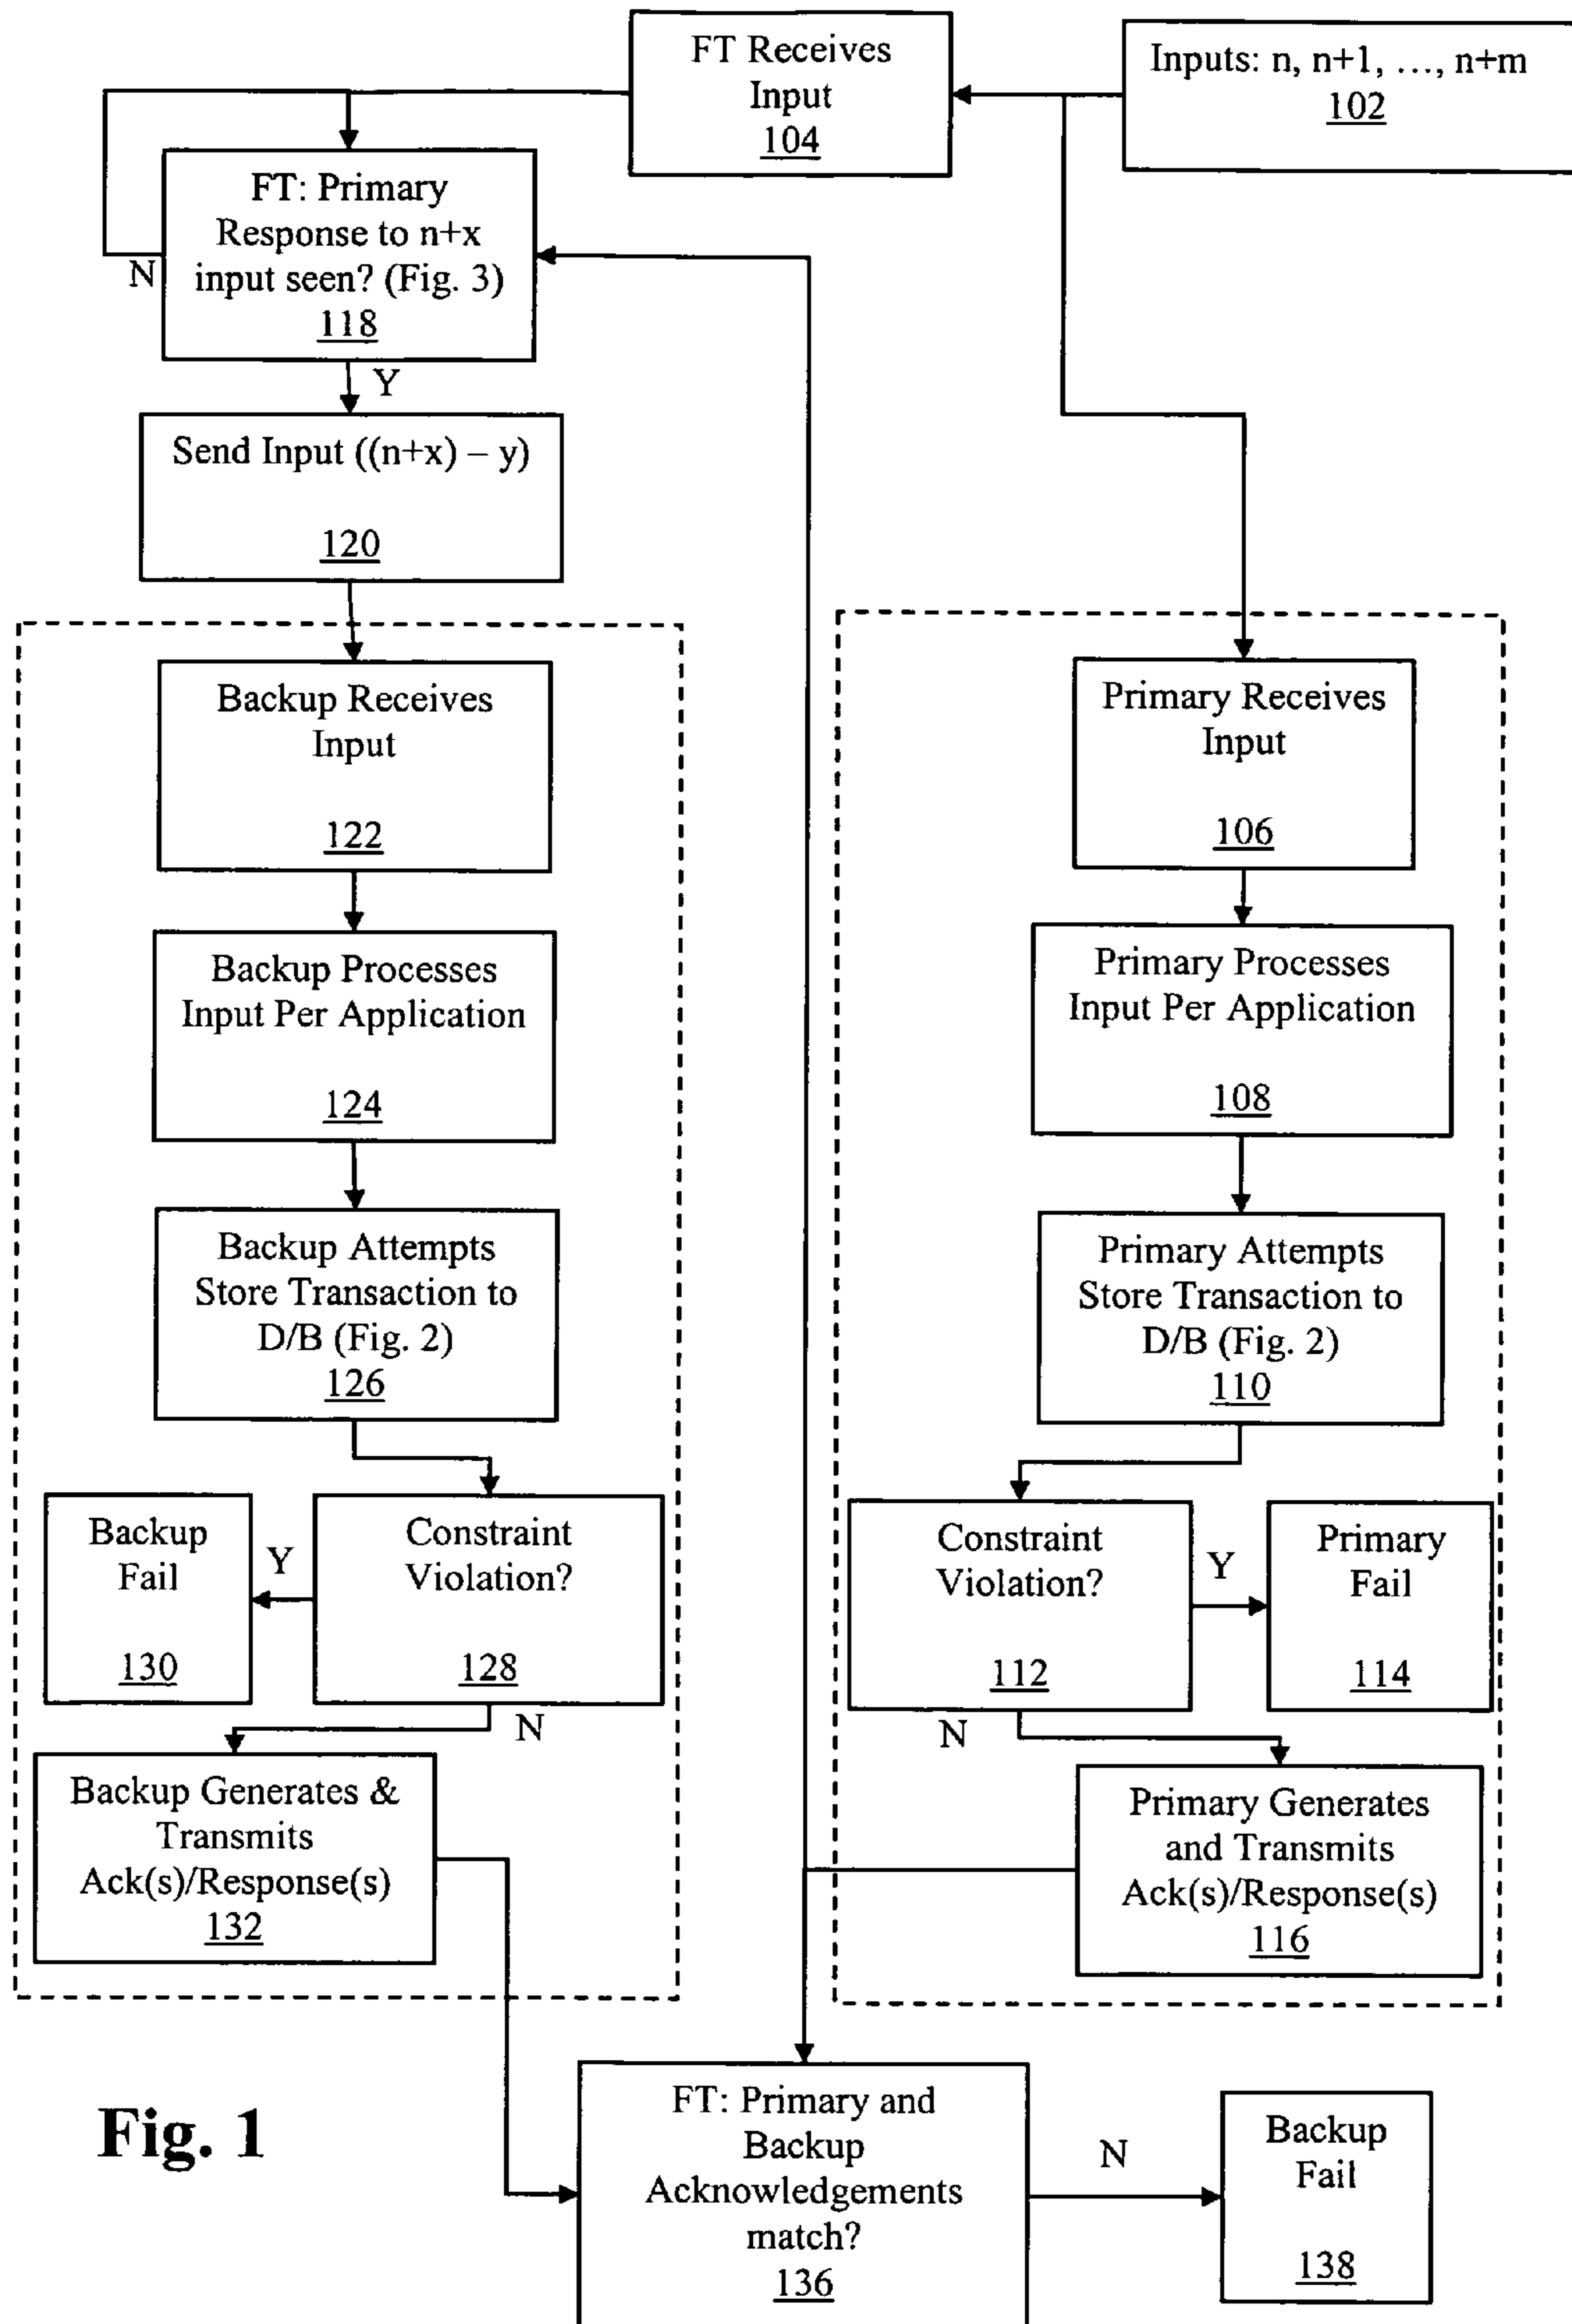 FT Receives
Input
104
Inputs: n, n+1, ..., n+m
102
FT: Primary
Response to n+x
input seen? (Fig. 3)
118
N
Y
Send Input ((n+x) – y)
120
Backup Receives
Input
122
Primary Receives
Input
106
Backup Processes
Input Per Application
124
Primary Processes
Input Per Application
108
Backup Attempts
Store Transaction to
D/B (Fig. 2)
126
Primary Attempts
Store Transaction to
D/B (Fig. 2)
110
Backup
Fail
130
Y
Constraint
Violation?
128
N
Constraint
Violation?
112
Y
Primary
Fail
114
N
Backup Generates &
Transmits
Ack(s)/Response(s)
132
Primary Generates
and Transmits
Ack(s)/Response(s)
116
Fig. 1
FT: Primary and
Backup
Acknowledgements
match?
136
N
Backup
Fail
138